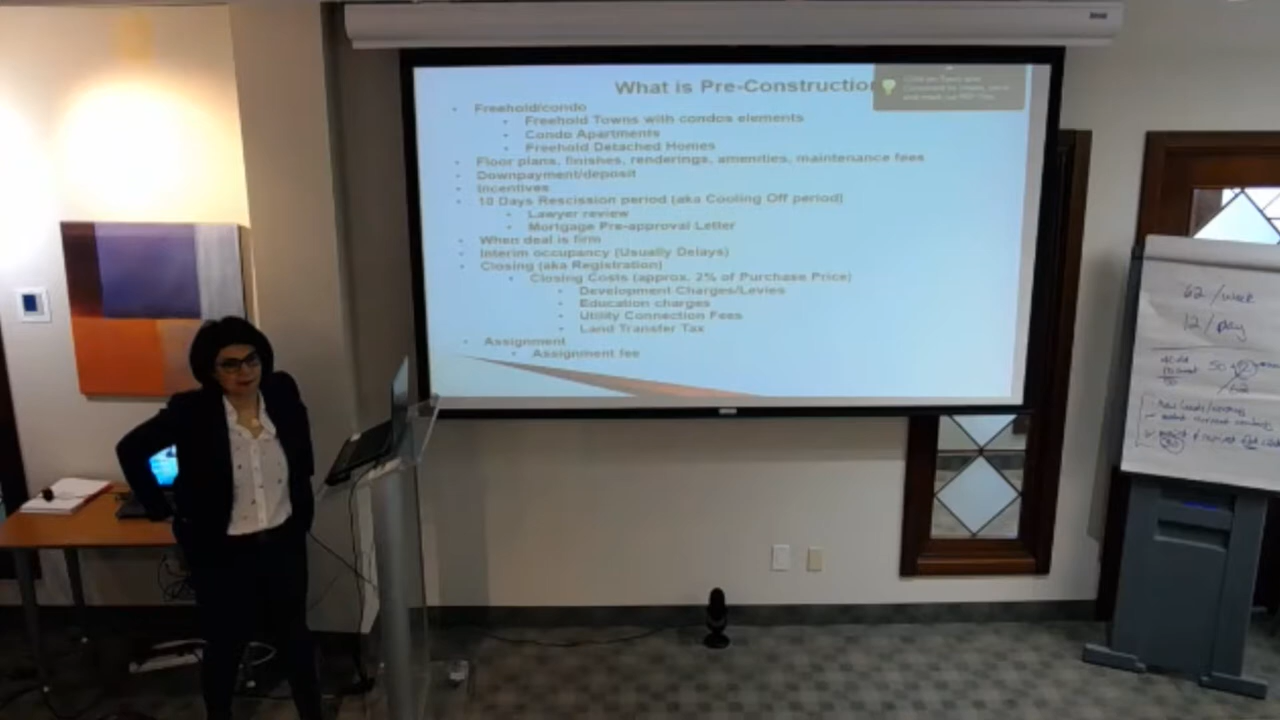 What is Pre-Construction
Freehold/condo
Freehold Towns with condos elements
Condo Apartments
Freehold Detached Homes
Floor plans, finishes, renderings, amenities, maintenance fees
Downpayment/deposit
Incentives
10 Days Rescission period (aka Cooling Off period)
Lawyer review
Mortgage Pre-approval Letter
When deal is firm
Interim occupancy (Usually Delays)
Closing (aka Registration)
Closing Costs (approx. 2% of Purchase Price)
Development Charges/Levies
Education charges
Utility Connection Fees
Land Transfer Tax
Assignment
Assignment fee
62 /week
12/day
50
62